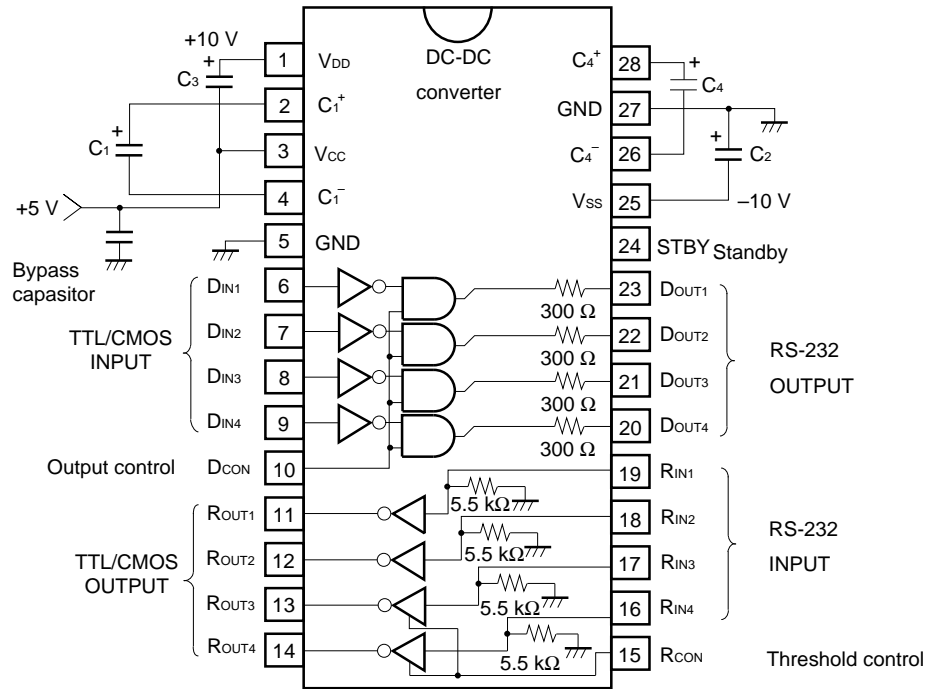 +10 V
+
C3
1
VDD
DC-DC
converter
C4+
28
+
C4
2
C1+
GND
27
+
C1
3
VCC
C4−
26
+
C2
4
C1−
VSS
25
–10 V
+5 V
5
GND
24
STBY
Standby
Bypass
capasitor
DIN1
6
23
DOUT1
300 Ω
DIN2
7
22
DOUT2
300 Ω
TTL/CMOS
INPUT
DIN3
8
21
DOUT3
300 Ω
RS-232
OUTPUT
DIN4
9
20
DOUT4
300 Ω
Output control
DCON
10
19
RIN1
5.5 kΩ
ROUT1
11
18
RIN2
5.5 kΩ
TTL/CMOS
OUTPUT
ROUT2
12
17
RIN3
5.5 kΩ
RS-232
INPUT
ROUT3
13
16
RIN4
5.5 kΩ
ROUT4
14
15
RCON
Threshold control